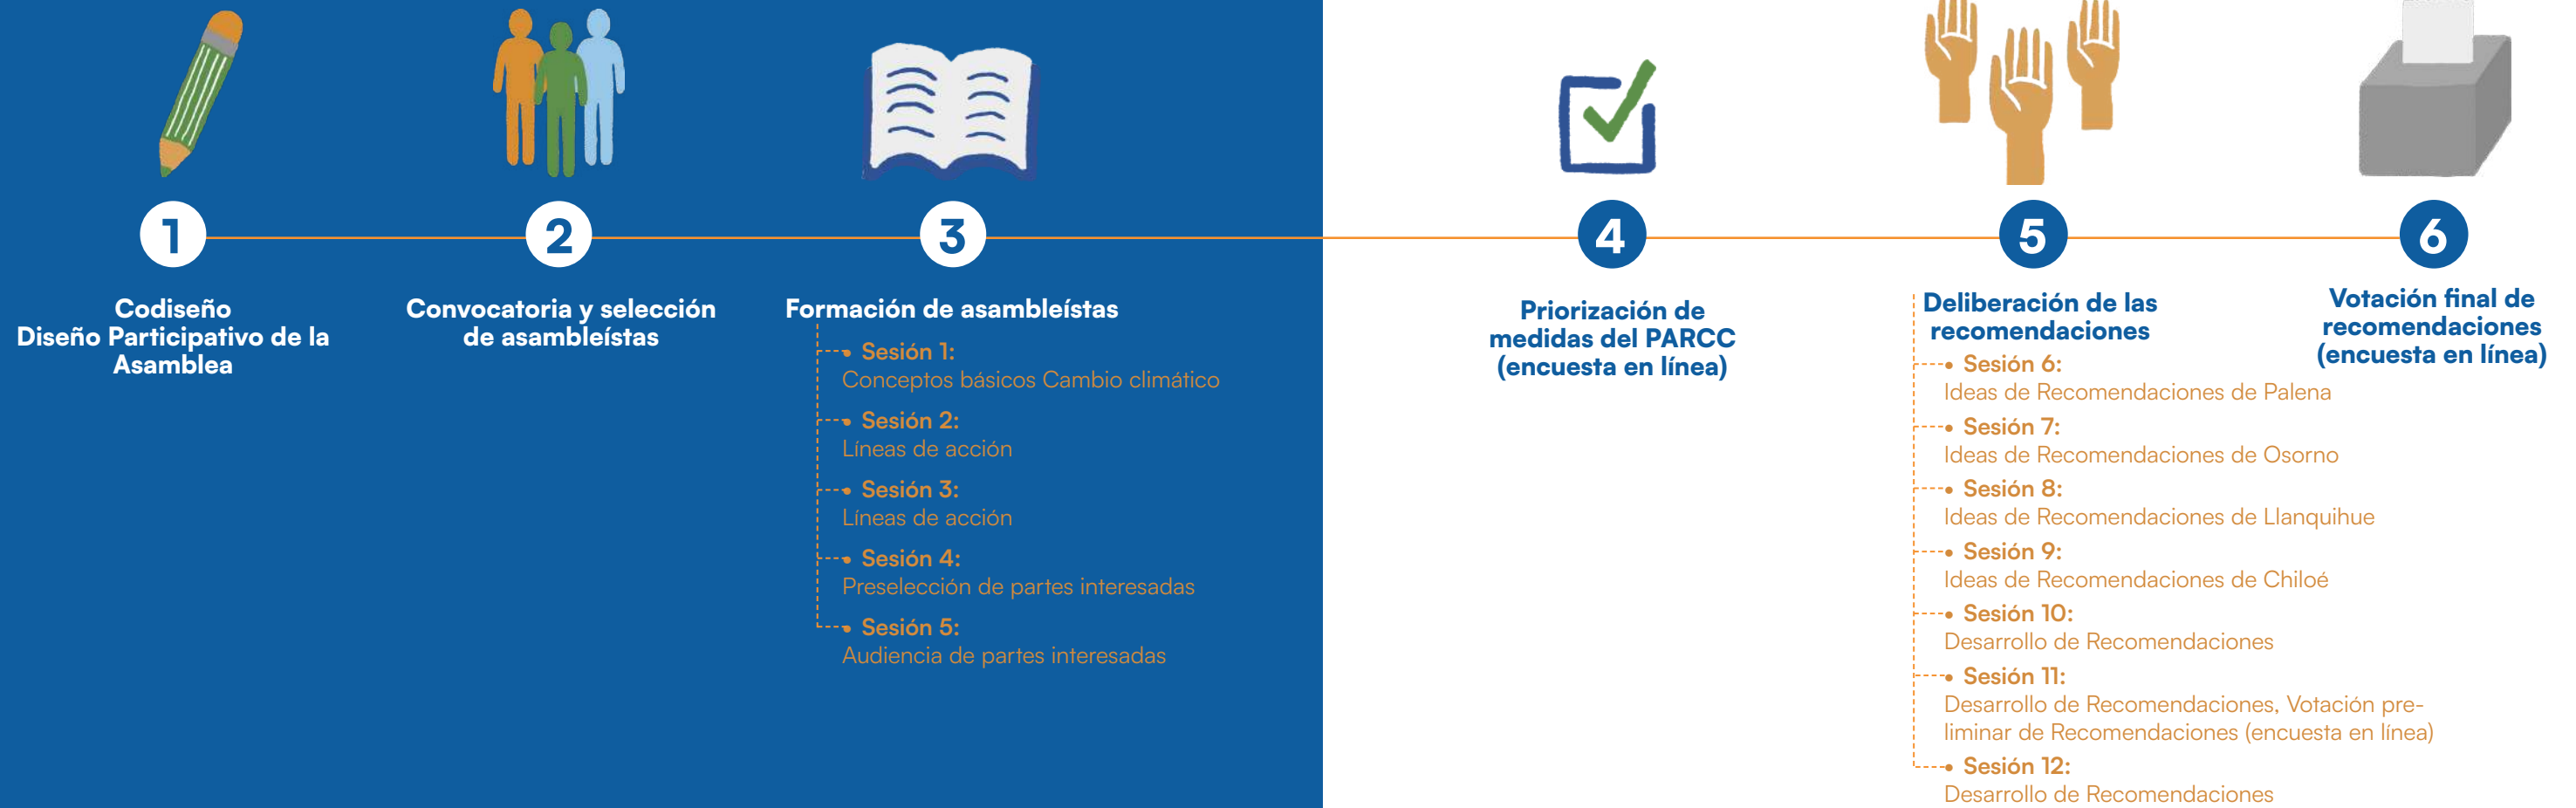 1
Codiseño
Diseño Participativo de la
Asamblea
2
Convocatoria y selección
de asambleístas
3
Formación de asambleístas
• Sesión 1:
Conceptos básicos Cambio climático
• Sesión 2:
Líneas de acción
• Sesión 3:
Líneas de acción
• Sesión 4:
Preselección de partes interesadas
• Sesión 5:
Audiencia de partes interesadas
4
Priorización de
medidas del PARCC
(encuesta en línea)
5
Deliberación de las
recomendaciones
• Sesión 6:
Ideas de Recomendaciones de Palena
• Sesión 7:
Ideas de Recomendaciones de Osorno
• Sesión 8:
Ideas de Recomendaciones de Llanquihue
• Sesión 9:
Ideas de Recomendaciones de Chiloé
• Sesión 10:
Desarrollo de Recomendaciones
• Sesión 11:
Desarrollo de Recomendaciones, Votación pre-
liminar de Recomendaciones (encuesta en línea)
• Sesión 12:
Desarrollo de Recomendaciones
6
Votación final de
recomendaciones
(encuesta en línea)